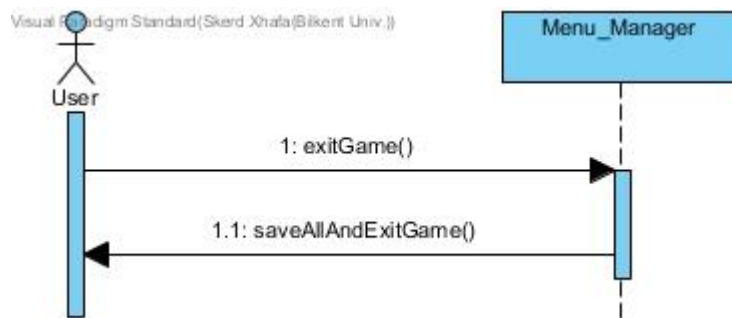 Visual Paradigm Standard(Skerd Xhafa(Bilkent Univ.))
Menu_Manager
User
1: exitGame()
1.1: saveAllAndExitGame()